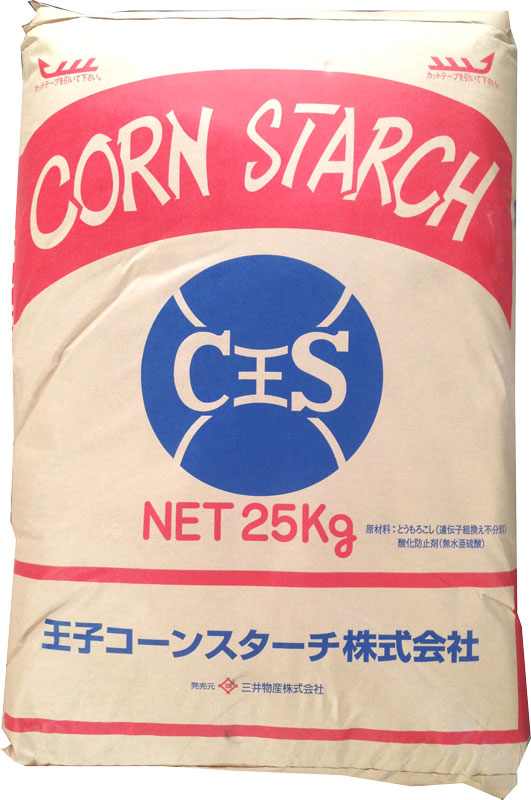 カットテープを引いて下さい。
カットテープを引いて下さい。
CORN STARCH
C王S
NET 25Kg
原材料：とうもろこし（遺伝子組換え不分別）
酸化防止剤（無水亜硫酸）
王子コーンスターチ株式会社
発売元 三井物産株式会社